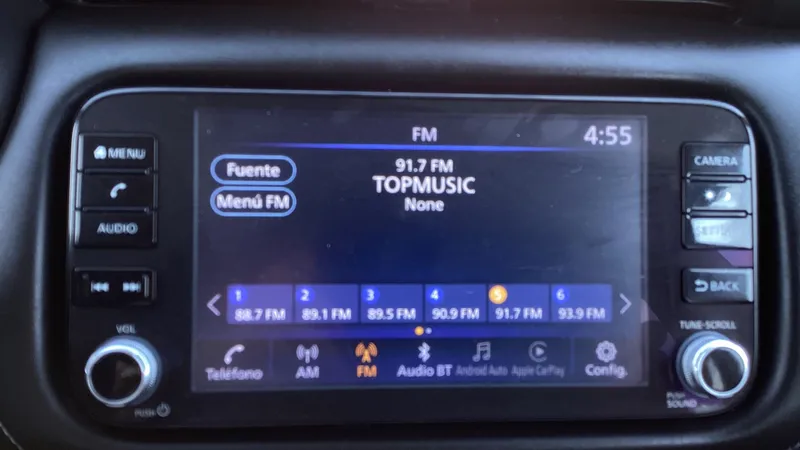 FM
4:55
MENU
AUDIO
VOL
PUSH
Fuente
Menú FM
91.7 FM
TOPMUSIC
None
1 2 3 4 5 6
88.7 FM 89.1 FM 89.5 FM 90.9 FM 91.7 FM 93.9 FM
Teléfono AM FM Audio BT Android Auto Apple CarPlay Config.
CAMERA
BACK
TUNE-SCROLL
PUSH
SOUND